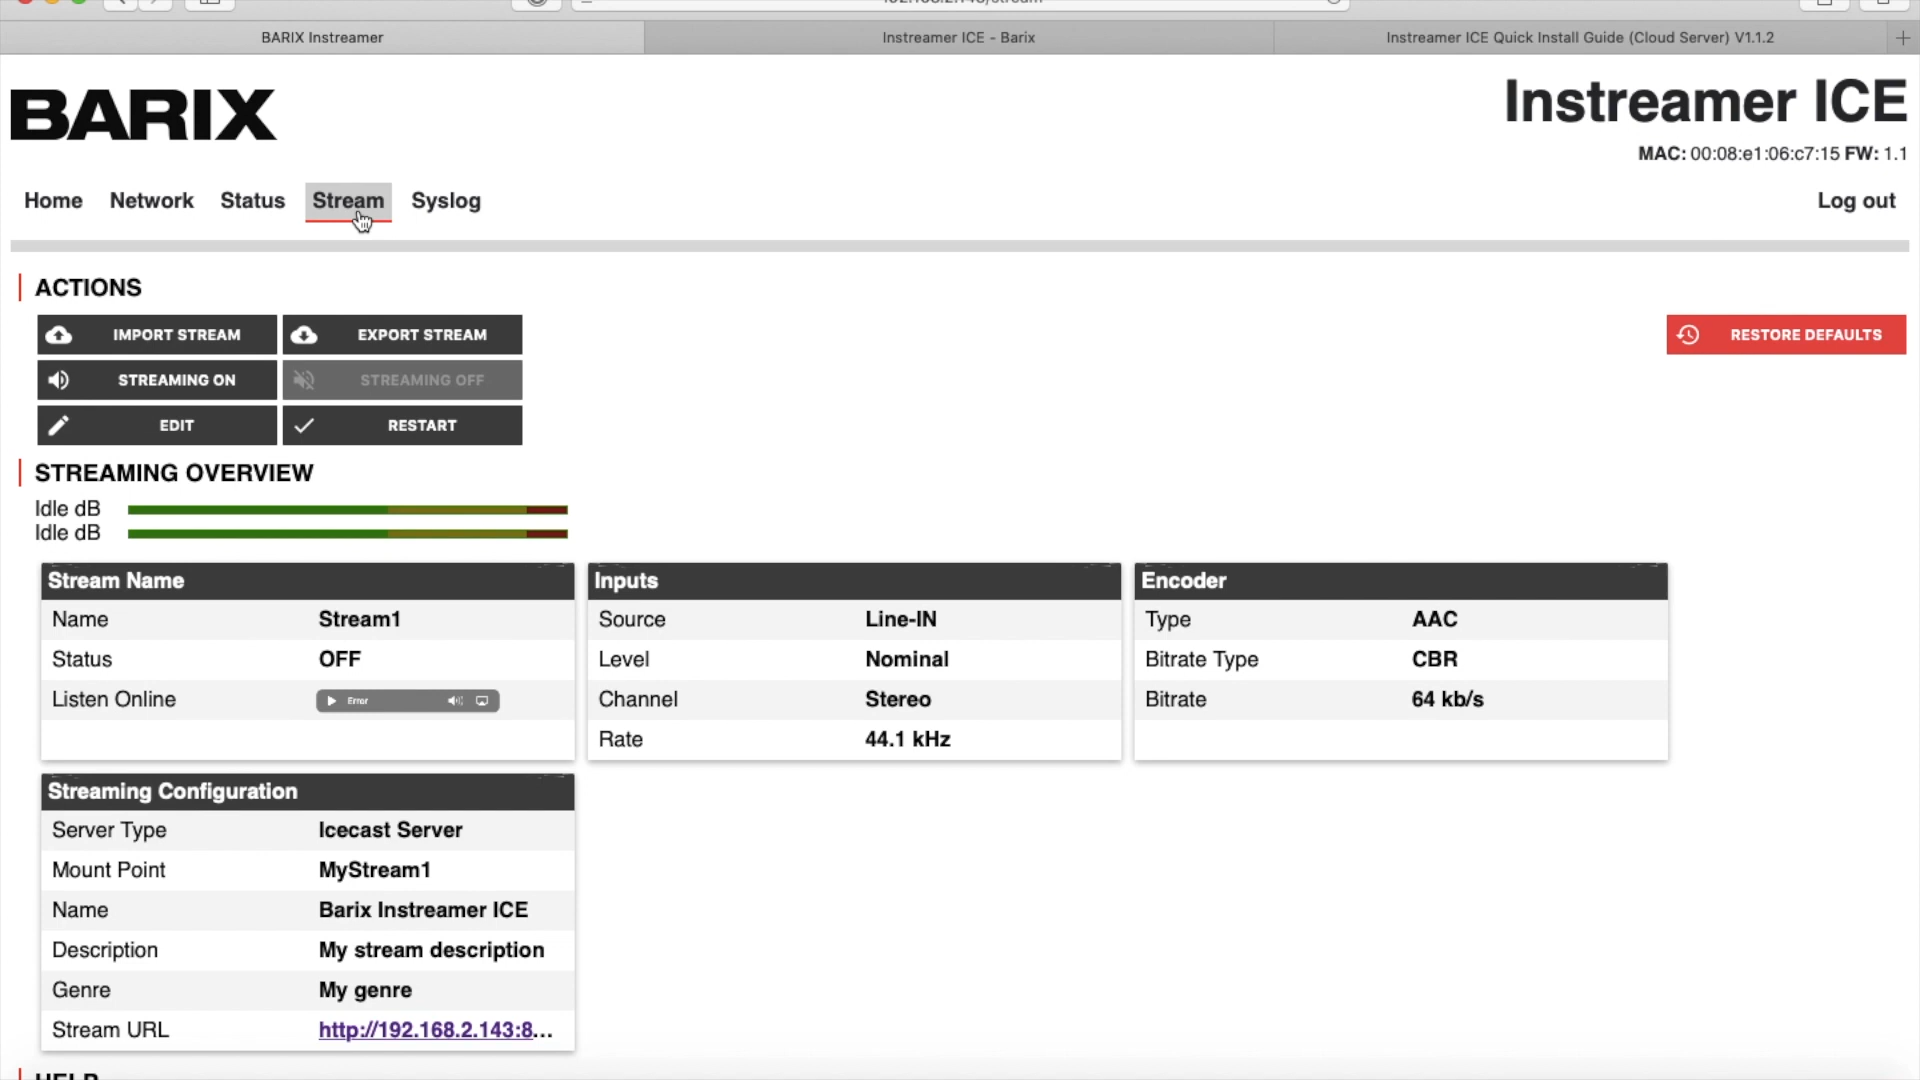 BARIX Instreamer
Instreamer ICE - Barix
Instreamer ICE Quick Install Guide (Cloud Server) V1.1.2
BARIX
Instreamer ICE
MAC: 00:08:e1:06:c7:15 FW: 1.1
Home Network Status Stream Syslog
Log out
ACTIONS
IMPORT STREAM EXPORT STREAM
RESTORE DEFAULTS
STREAMING ON STREAMING OFF
EDIT RESTART
STREAMING OVERVIEW
Idle dB
Idle dB
Stream Name
Name Stream1
Status OFF
Listen Online Error
Inputs
Source Line-IN
Level Nominal
Channel Stereo
Rate 44.1 kHz
Encoder
Type AAC
Bitrate Type CBR
Bitrate 64 kb/s
Streaming Configuration
Server Type Icecast Server
Mount Point MyStream1
Name Barix Instreamer ICE
Description My stream description
Genre My genre
Stream URL http://192.168.2.143:8...
HELP